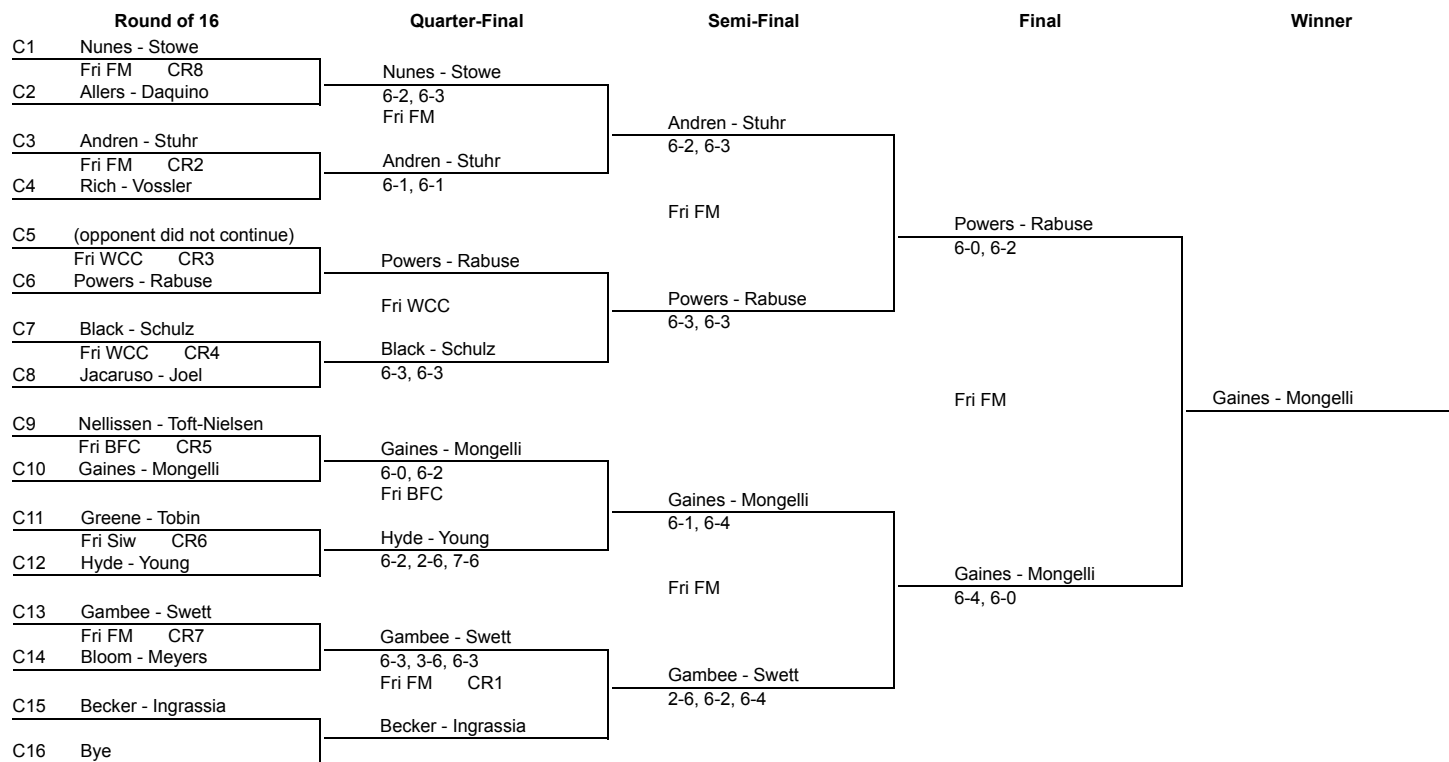 Round of 16 Quarter-Final Semi-Final Final Winner
C1 Nunes - Stowe
Fri FM CR8
C2 Allers - Daquino
C3 Andren - Stuhr
Fri FM CR2
C4 Rich - Vossler
C5 (opponent did not continue)
Fri WCC CR3
C6 Powers - Rabuse
C7 Black - Schulz
Fri WCC CR4
C8 Jacaruso - Joel
C9 Nellissen - Toft-Nielsen
Fri BFC CR5
C10 Gaines - Mongelli
C11 Greene - Tobin
Fri Siw CR6
C12 Hyde - Young
C13 Gambee - Swett
Fri FM CR7
C14 Bloom - Meyers
C15 Becker - Ingrassia
C16 Bye
Nunes - Stowe
6-2, 6-3
Fri FM
Andren - Stuhr
6-1, 6-1
Powers - Rabuse
Fri WCC
Black - Schulz
6-3, 6-3
Gaines - Mongelli
6-0, 6-2
Fri BFC
Hyde - Young
6-2, 2-6, 7-6
Gambee - Swett
6-3, 3-6, 6-3
Fri FM CR1
Becker - Ingrassia
Andren - Stuhr
6-2, 6-3
Fri FM
Powers - Rabuse
6-3, 6-3
Gaines - Mongelli
6-1, 6-4
Fri FM
Gambee - Swett
2-6, 6-2, 6-4
Powers - Rabuse
6-0, 6-2
Fri FM
Gaines - Mongelli
6-4, 6-0
Gaines - Mongelli